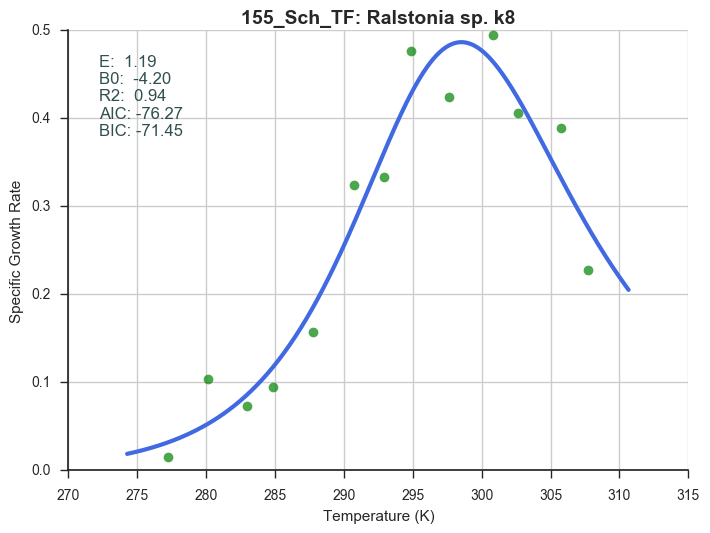 155_Sch_TF: Ralstonia sp. k8
E:  1.19
B0:  -4.20
R2:  0.94
AIC: -76.27
BIC: -71.45
Specific Growth Rate
0.5
0.4
0.3
0.2
0.1
0.0
270 275 280 285 290 295 300 305 310 315
Temperature (K)